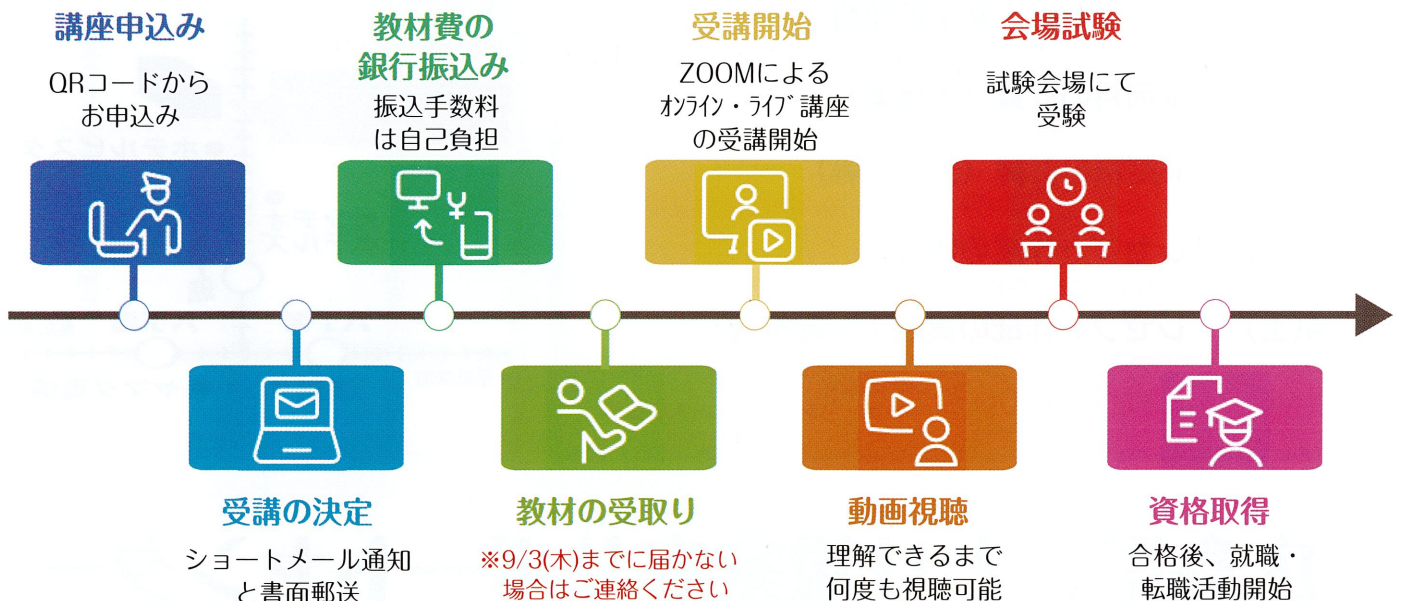 講座申込み
QRコードから
お申込み
受講の決定
ショートメール通知
と書面郵送
教材費の
銀行振込み
振込手数料
は自己負担
教材の受取り
※9/3(木)までに届かない
場合はご連絡ください
受講開始
ZOOMによる
オンライン・ライブ講座
の受講開始
動画視聴
理解できるまで
何度も視聴可能
会場試験
試験会場にて
受験
資格取得
合格後、就職・
転職活動開始